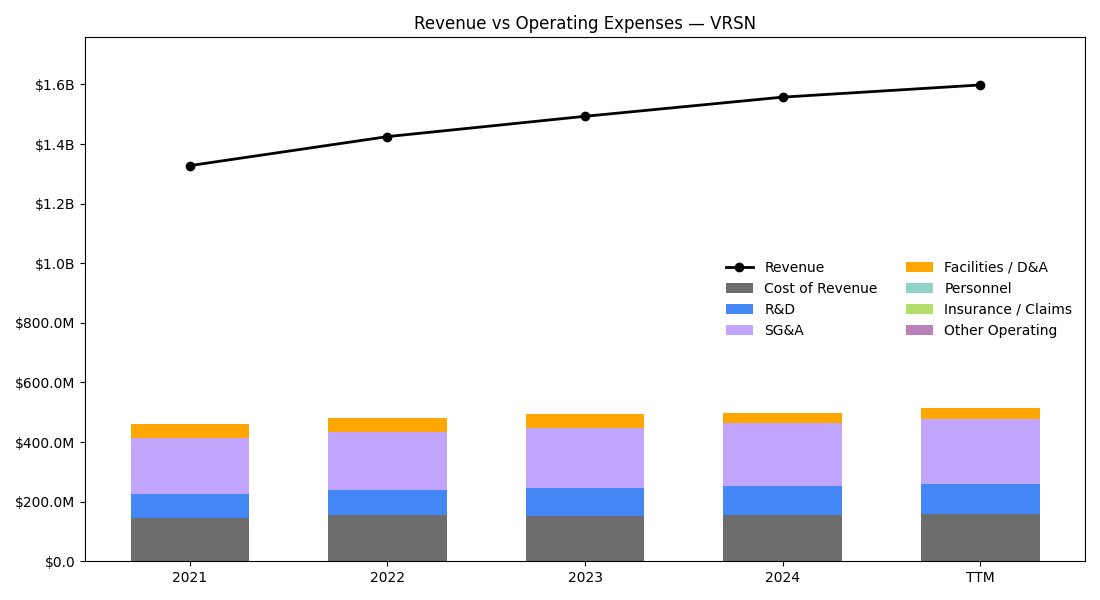 Revenue vs Operating Expenses — VRSN
$1.6B
$1.4B
$1.2B
$1.0B
$800.0M
$600.0M
$400.0M
$200.0M
$0.0
Revenue
Cost of Revenue
R&D
SG&A
Facilities / D&A
Personnel
Insurance / Claims
Other Operating
2021
2022
2023
2024
TTM